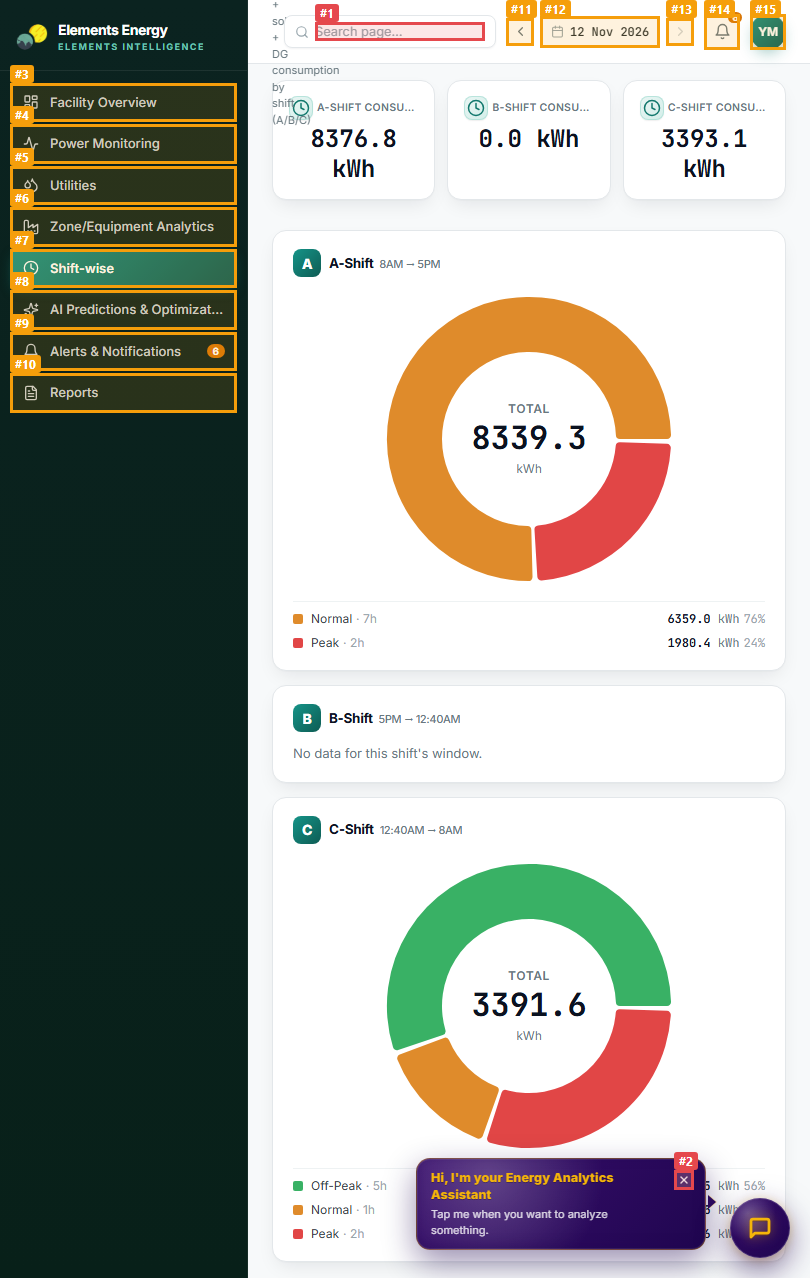 Elements Energy
ELEMENTS INTELLIGENCE
#3
Facility Overview
#4
Power Monitoring
#5
Utilities
#6
Zone/Equipment Analytics
#7
Shift-wise
#8
AI Predictions & Optimizat...
#9
Alerts & Notifications
6
#10
Reports
+
+
DG
consumption
by
shift
(A/B/C)
#1
Search page...
#11
#12
12 Nov 2026
#13
#14
#15
YM
A-SHIFT CONSU...
8376.8
kWh
B-SHIFT CONSU...
0.0 kWh
C-SHIFT CONSU...
3393.1
kWh
A
A-Shift 8AM → 5PM
TOTAL
8339.3
kWh
Normal · 7h 6359.0 kWh 76%
Peak · 2h 1980.4 kWh 24%
B
B-Shift 5PM → 12:40AM
No data for this shift's window.
C
C-Shift 12:40AM → 8AM
TOTAL
3391.6
kWh
Off-Peak · 5h kWh 56%
Normal · 1h
Peak · 2h
#2
Hi, I'm your Energy Analytics
Assistant
Tap me when you want to analyze
something.